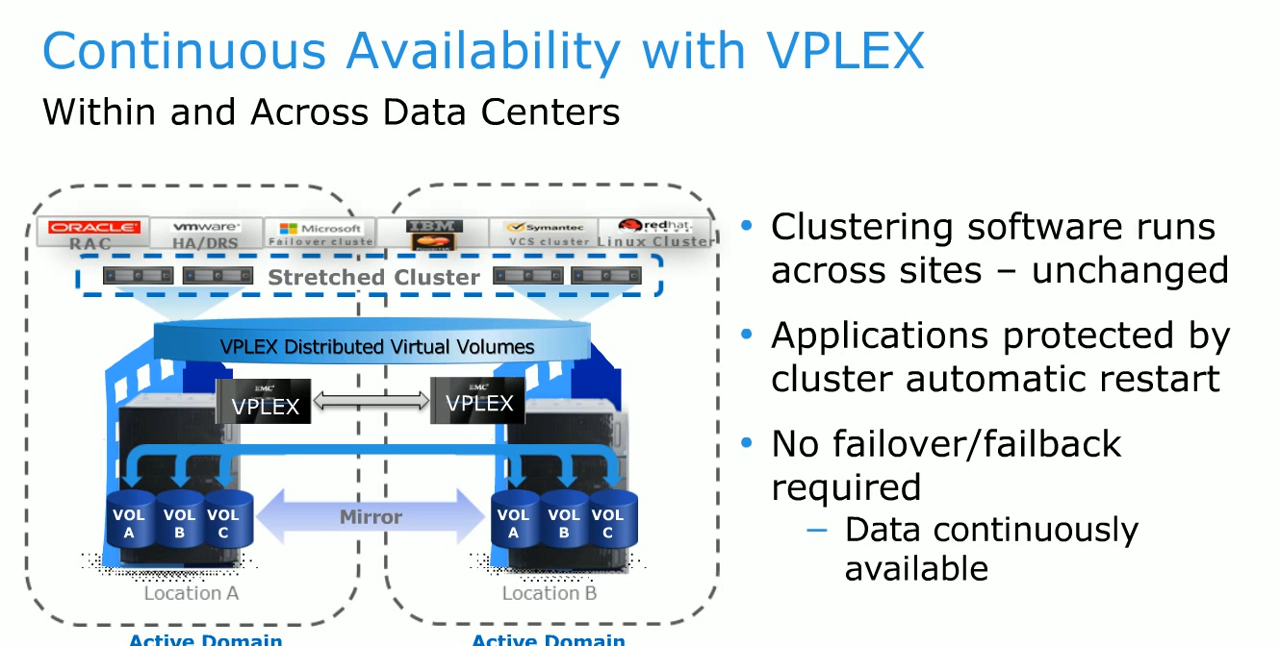 Continuous Availability with VPLEX
Within and Across Data Centers
ORACLE
RAC
vmware
HA/DRS
Microsoft
Failover cluste
IBM
Symantec
VCS cluster
redhat.
LINUX
Linux Cluster
Stretched Cluster
VPLEX Distributed Virtual Volumes
EMC
VPLEX
EMC
VPLEX
VOL A
VOL B
VOL C
Mirror
VOL A
VOL B
VOL C
Location A
Location B
Active Domain
Active Domain
• Clustering software runs
across sites – unchanged
• Applications protected by
cluster automatic restart
• No failover/failback
required
– Data continuously
available